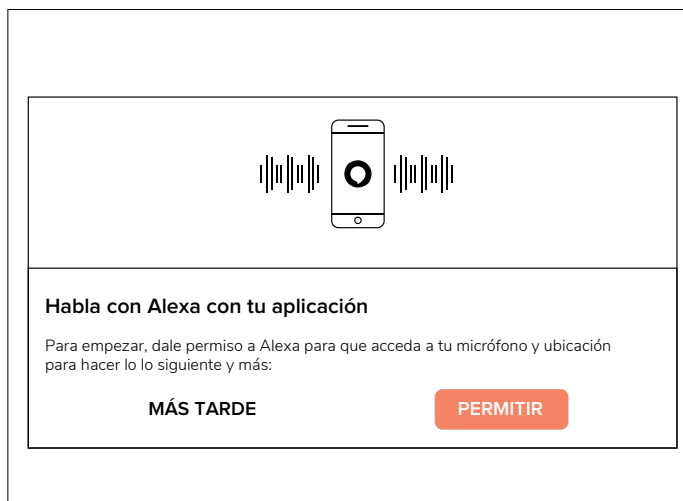 Habla con Alexa con tu aplicación
Para empezar, dale permiso a Alexa para que acceda a tu micrófono y ubicación
para hacer lo lo siguiente y más:
MÁS TARDE
PERMITIR